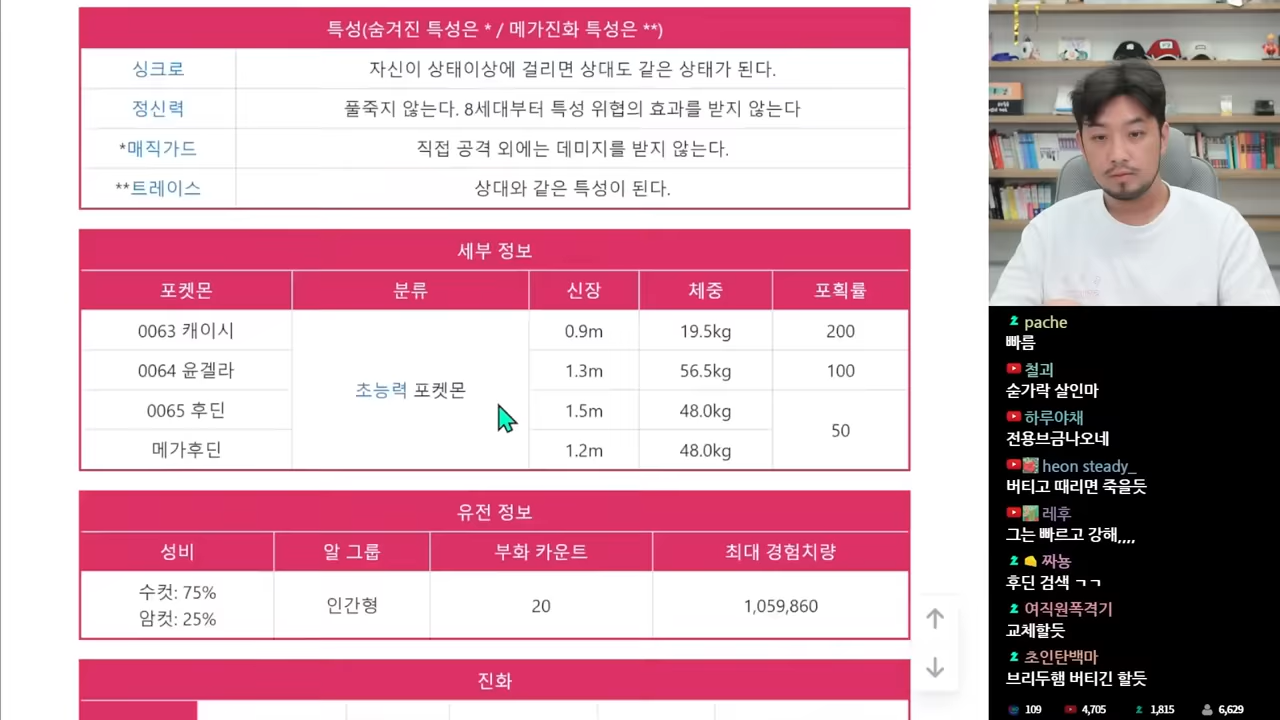 특성(숨겨진 특성은 * / 메가진화 특성은 **)
싱크로 자신이 상태이상에 걸리면 상대도 같은 상태가 된다.
정신력 풀죽지 않는다. 8세대부터 특성 위협의 효과를 받지 않는다
*매직가드 직접 공격 외에는 데미지를 받지 않는다.
**트레이스 상대와 같은 특성이 된다.
세부 정보
포켓몬 분류 신장 체중 포획률
0063 캐이시 0.9m 19.5kg 200
0064 윤겔라 1.3m 56.5kg 100
초능력 포켓몬
0065 후딘 1.5m 48.0kg
50
메가후딘 1.2m 48.0kg
유전 정보
성비 알 그룹 부화 카운트 최대 경험치량
수컷: 75%
암컷: 25%
인간형 20 1,059,860
진화
pache
빠름
철괴
숟가락 살인마
하루야채
전용브금나오네
heon steady_
버티고 때리면 죽을듯
레후
그는 빠르고 강해,,,,
짜뇽
후딘 검색 ㄱㄱ
여직원폭격기
교체할듯
초인탄백마
브리두햄 버티긴 할듯
109 4,705 1,815 6,629